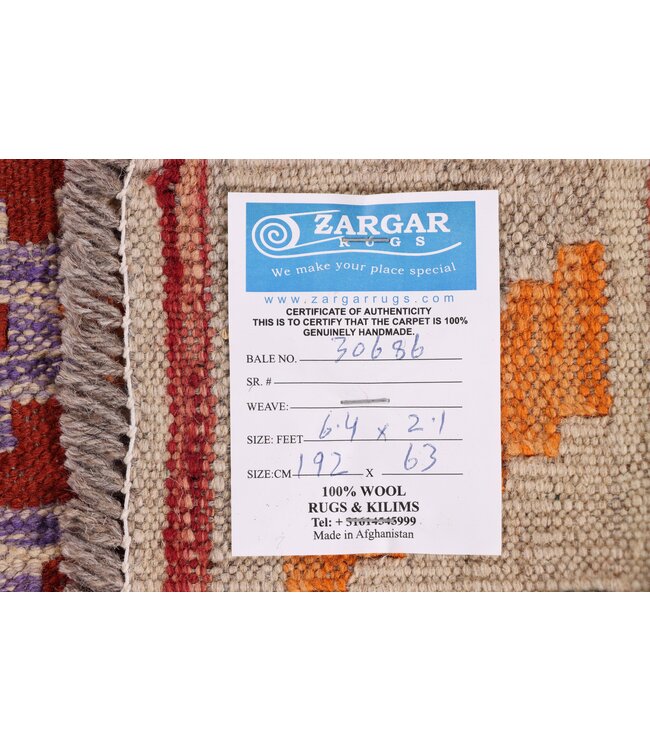 ZARGAR
RUGS
We make your place special
www.zargarrugs.com
CERTIFICATE OF AUTHENTICITY
THIS IS TO CERTIFY THAT THE CARPET IS 100%
GENUINELY HANDMADE.
BALE NO. 30686
SR. #
WEAVE:
SIZE: FEET 6.4 x 2.1
SIZE:CM 192 X 63
100% WOOL
RUGS & KILIMS
Tel: + 31614545999
Made in Afghanistan